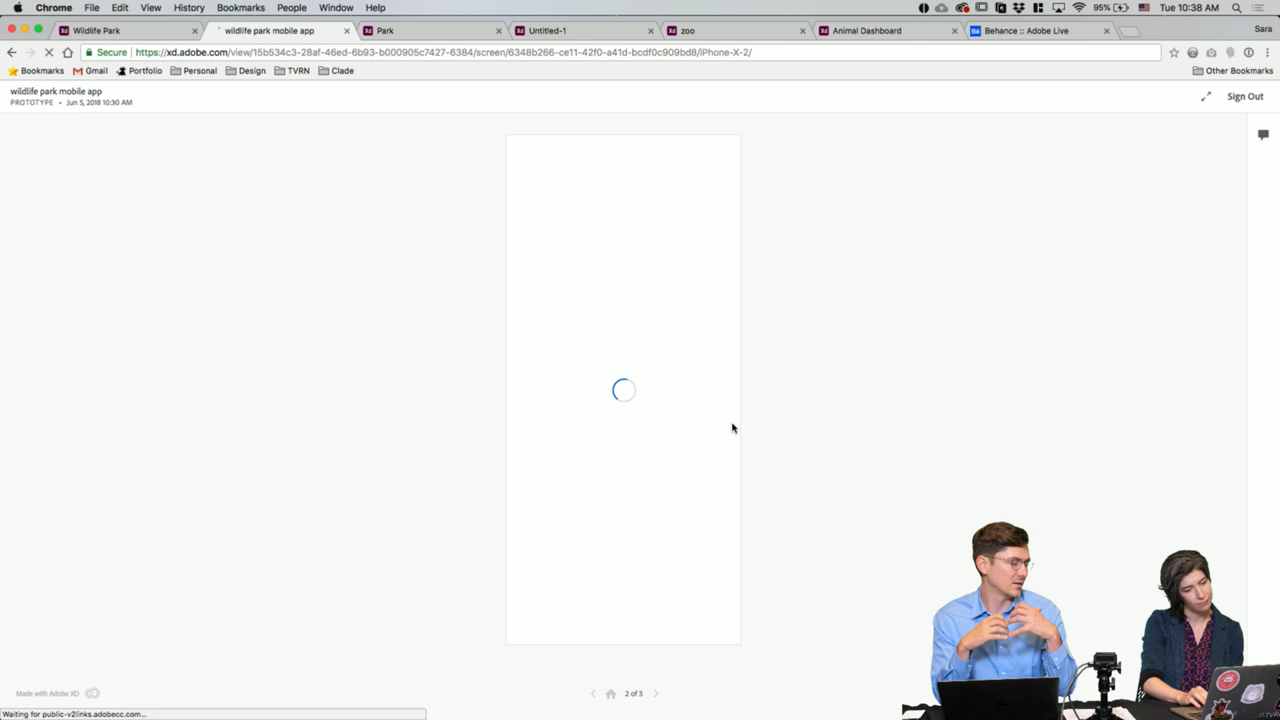 Chrome File Edit View History Bookmarks People Window Help 95% Tue 10:38 AM
Wildlife Park wildlife park mobile app Park Untitled-1 zoo Animal Dashboard Behance :: Adobe Live Sara
Secure https://xd.adobe.com/view/15b534c3-28af-46ed-6b93-b000905c7427-6384/screen/6348b266-ce11-42f0-a41d-bcdf0c909bd8/iPhone-X-2/
Bookmarks Gmail Portfolio Personal Design TVRN Clade Other Bookmarks
wildlife park mobile app
PROTOTYPE • Jun 5, 2018 10:30 AM Sign Out
Made with Adobe XD 2 of 3
Waiting for public-v2links.adobecc.com...